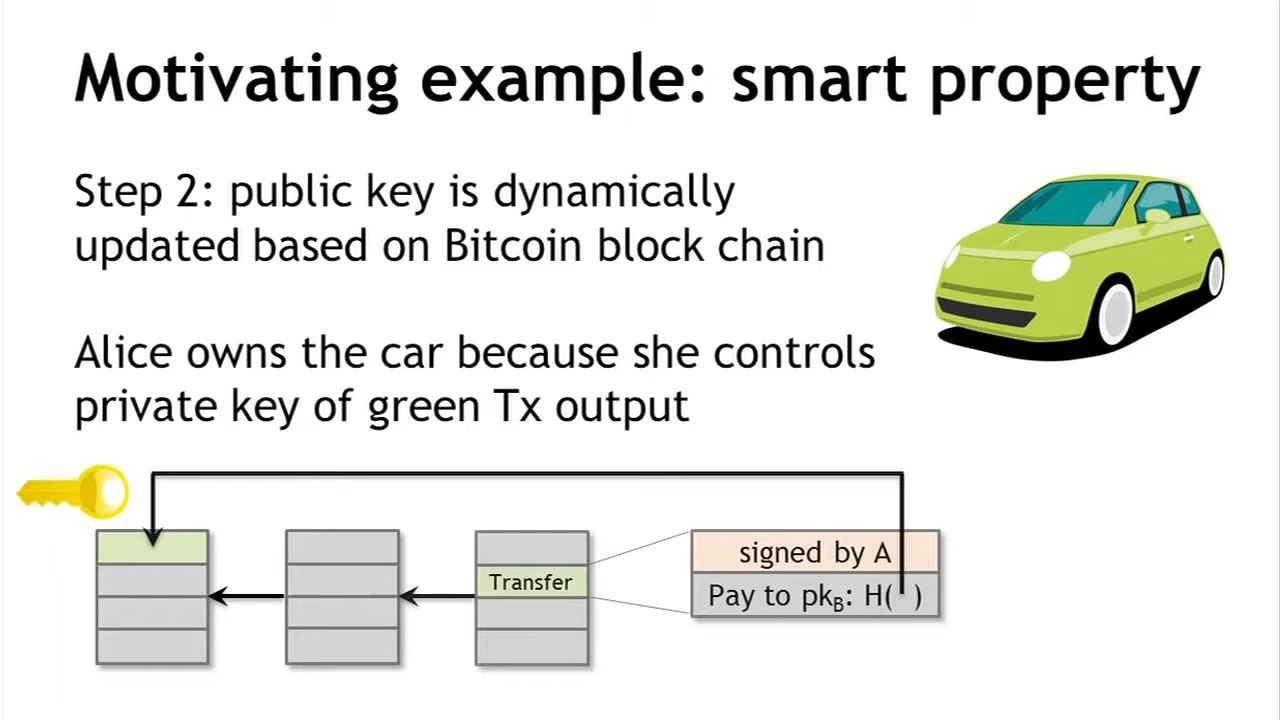 Motivating example: smart property
Step 2: public key is dynamically
updated based on Bitcoin block chain
Alice owns the car because she controls
private key of green Tx output
Transfer
signed by A
Pay to pkB: H( )